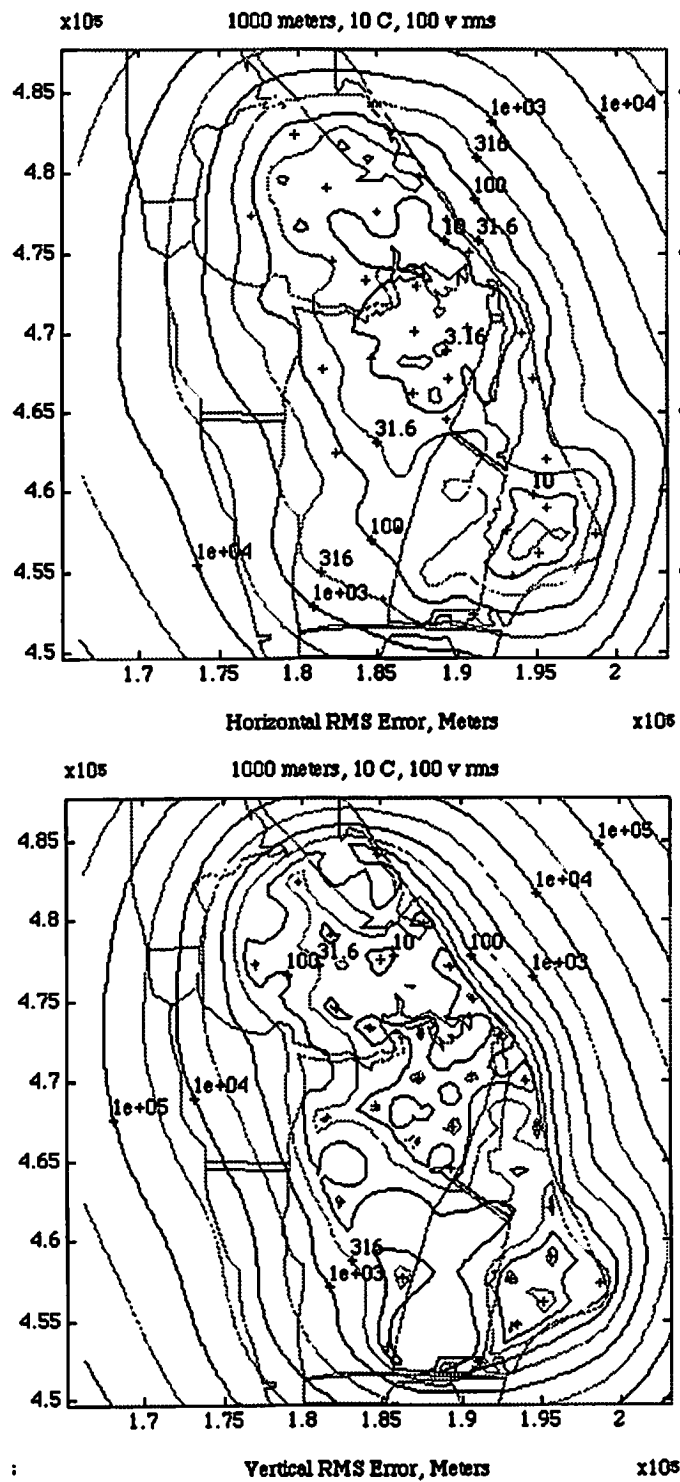 x10⁵ 1000 meters, 10 C, 100 v rms
4.85
1e+03
1e+04
316
4.8
100
10 31.6
4.75
4.7
3.16
4.65
31.6
4.6
10
100
1e+04
316
4.55
1e+03
4.5
1.7 1.75 1.8 1.85 1.9 1.95 2
Horizontal RMS Error, Meters x10⁵
x10⁵ 1000 meters, 10 C, 100 v rms
1e+05
4.85
1e+04
4.8
100 31.6 10 100
1e+03
4.75
4.7
1e+04
1e+05
4.65
4.6
316
1e+03
4.55
4.5
1.7 1.75 1.8 1.85 1.9 1.95 2
: Vertical RMS Error, Meters x10⁵